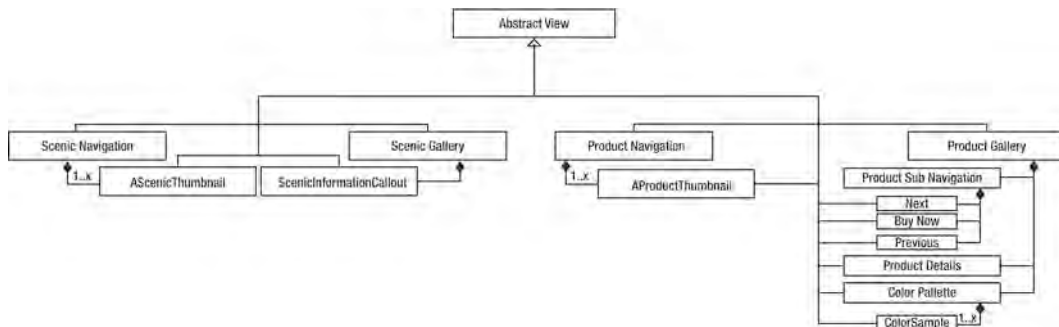 Abstract View
Scenic Navigation
Scenic Gallery
Product Navigation
Product Gallery
1..x
AScenicThumbnail
ScenicInformationCallout
1..x
AProductThumbnail
Product Sub Navigation
Next
Buy Now
Previous
Product Details
Color Pallette
ColorSample
1..x